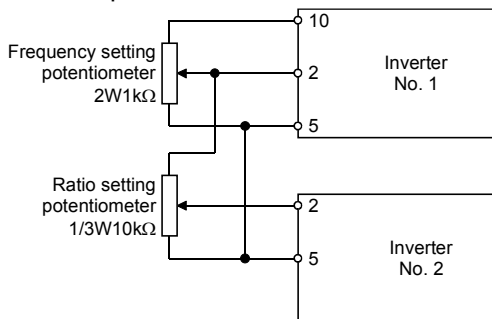 10
Frequency setting
potentiometer
2W1kΩ
2
Inverter
No. 1
5
Ratio setting
potentiometer
1/3W10kΩ
2
5
Inverter
No. 2